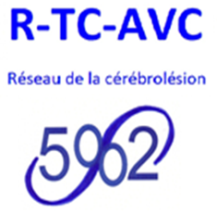 R-TC-AVC
Réseau de la cérébrolésion
5962